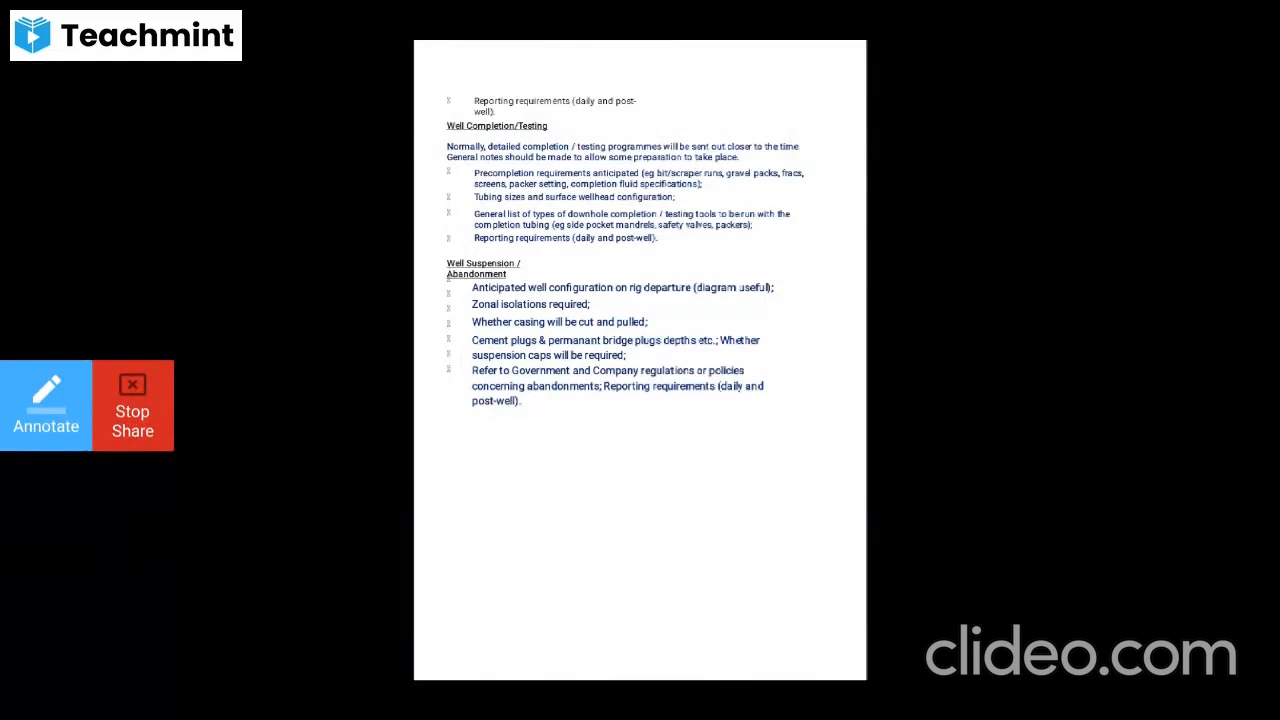 Teachmint
Reporting requirements (daily and post-
well).
Well Completion/Testing
Normally, detailed completion / testing programmes will be sent out closer to the time.
General notes should be made to allow some preparation to take place.
Precompletion requirements anticipated (eg bit/scraper runs, gravel packs, fracs,
screens, packer setting, completion fluid specifications);
Tubing sizes and surface wellhead configuration;
General list of types of downhole completion / testing tools to be run with the
completion tubing (eg side pocket mandrels, safety valves, packers);
Reporting requirements (daily and post-well).
Well Suspension /
Abandonment
Anticipated well configuration on rig departure (diagram useful);
Zonal isolations required;
Whether casing will be cut and pulled;
Cement plugs & permanant bridge plugs depths etc.; Whether
suspension caps will be required;
Refer to Government and Company regulations or policies
concerning abandonments; Reporting requirements (daily and
post-well).
Annotate
Stop
Share
clideo.com